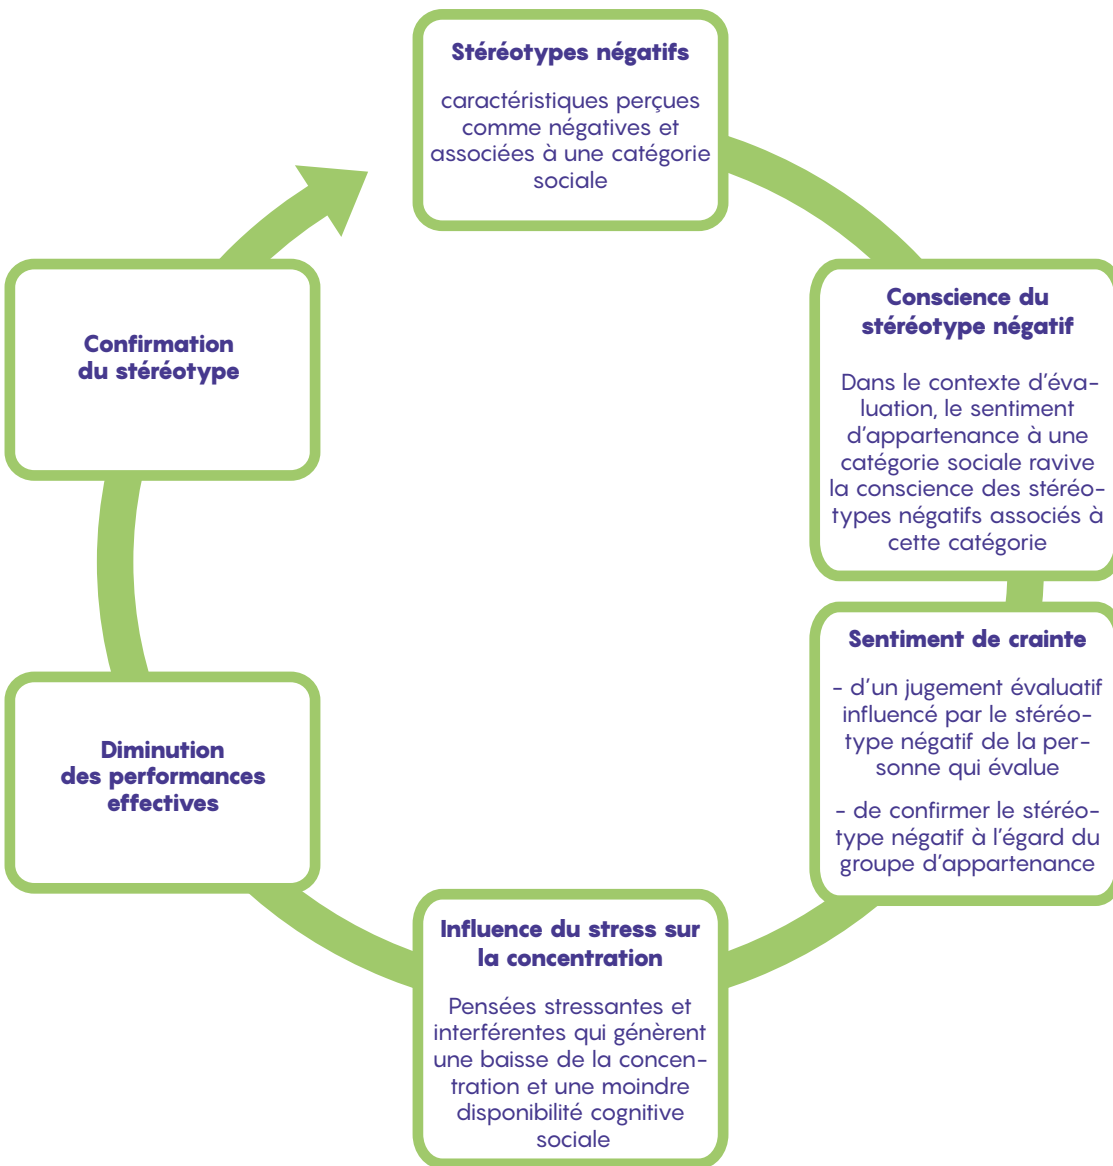 Stéréotypes négatifs
caractéristiques perçues
comme négatives et
associées à une catégorie
sociale
Conscience du
stéréotype négatif
Dans le contexte d’éva-
luation, le sentiment
d’appartenance à une
catégorie sociale ravive
la conscience des stéréo-
types négatifs associés à
cette catégorie
Sentiment de crainte
- d’un jugement évaluatif
influencé par le stéréo-
type négatif de la per-
sonne qui évalue
- de confirmer le stéréo-
type négatif à l’égard du
groupe d’appartenance
Influence du stress sur
la concentration
Pensées stressantes et
interférentes qui génèrent
une baisse de la concen-
tration et une moindre
disponibilité cognitive
sociale
Diminution
des performances
effectives
Confirmation
du stéréotype